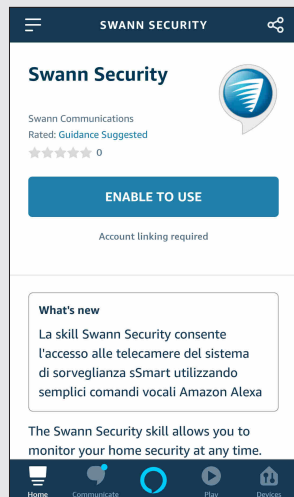 SWANN SECURITY
Swann Security
Swann Communications
Rated: Guidance Suggested
0
ENABLE TO USE
Account linking required
What's new
La skill Swann Security consente
l'accesso alle telecamere del sistema
di sorveglianza sSmart utilizzando
semplici comandi vocali Amazon Alexa
The Swann Security skill allows you to
monitor your home security at any time.
Home Communicate Play Devices